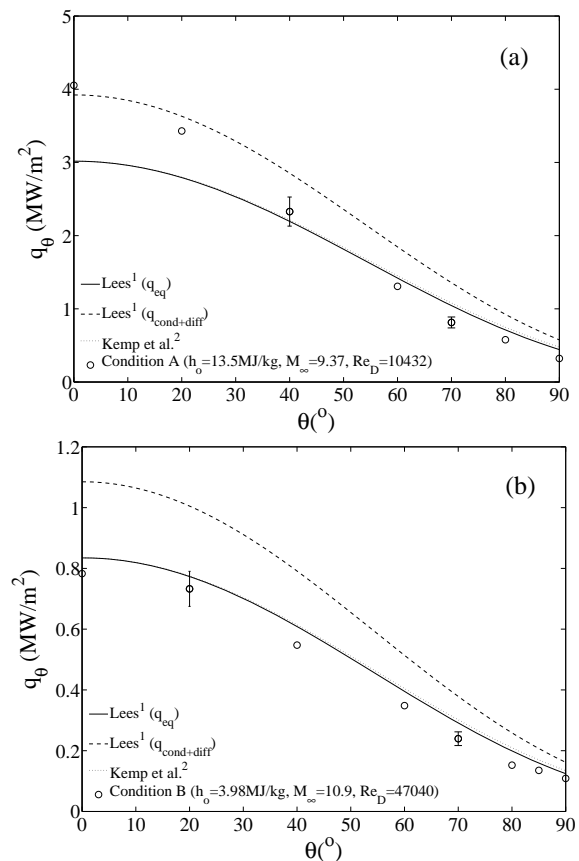 (a)
5
4
3
2
1
0
q_θ (MW/m²)
Lees¹ (q_eq)
Lees¹ (q_cond+diff)
Kemp et al.²
Condition A (h_o=13.5MJ/kg, M_∞=9.37, Re_D=10432)
0 10 20 30 40 50 60 70 80 90
θ(°)
(b)
1.2
1
0.8
0.6
0.4
0.2
0
q_θ (MW/m²)
Lees¹ (q_eq)
Lees¹ (q_cond+diff)
Kemp et al.²
Condition B (h_o=3.98MJ/kg, M_∞=10.9, Re_D=47040)
0 10 20 30 40 50 60 70 80 90
θ(°)